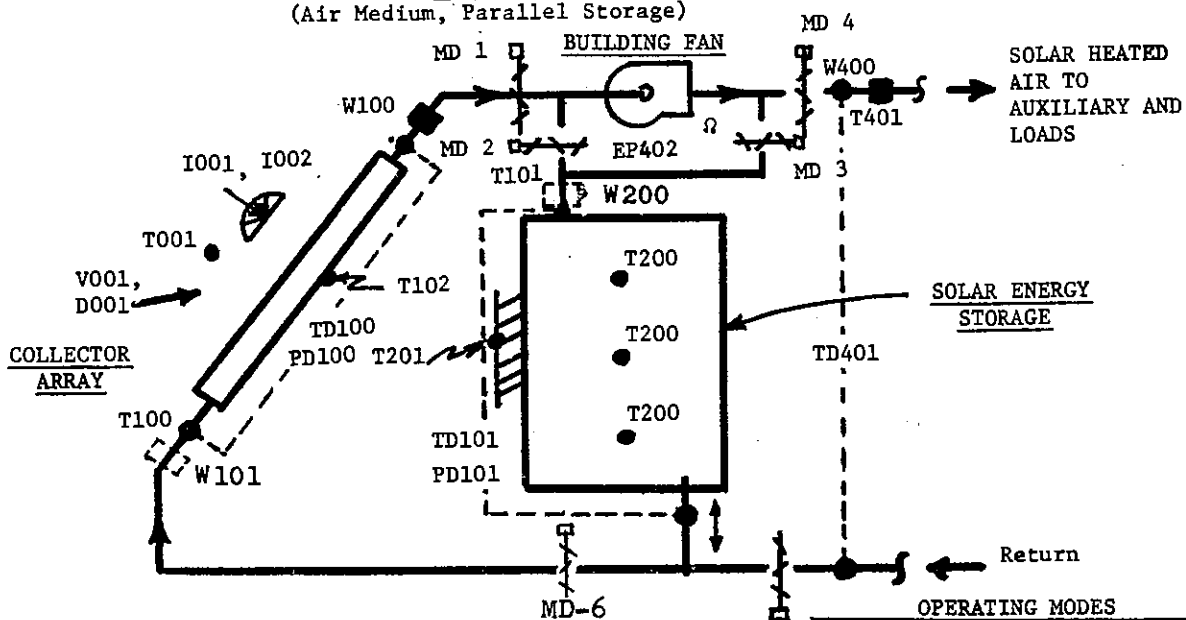 (Air Medium, Parallel Storage)
MD 4
MD 1
BUILDING FAN
W400
SOLAR HEATED
AIR TO
AUXILIARY AND
LOADS
W100
T401
Ω
MD 2
EP402
MD 3
I001, I002
T101
W200
T001
T200
V001,
D001
T102
SOLAR ENERGY
STORAGE
TD100
PD100
T201
T200
TD401
COLLECTOR
ARRAY
T100
T200
TD101
PD101
W101
Return
MD-6
OPERATING MODES